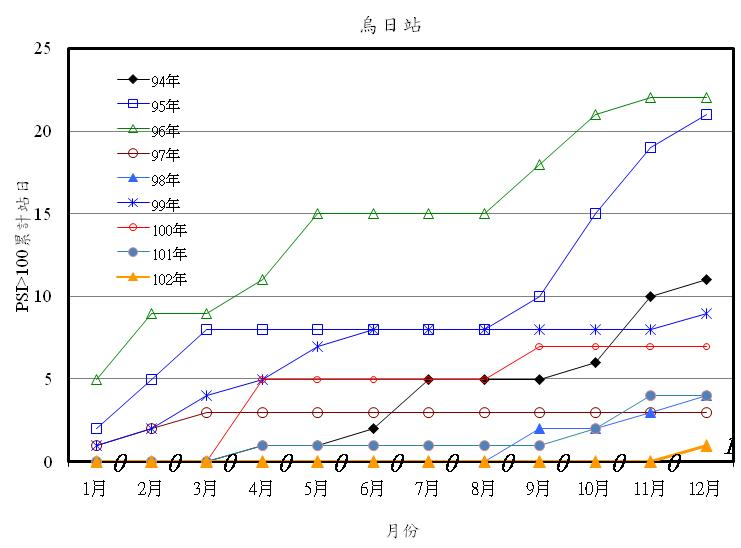 烏日站
25
20
15
10
5
0
PSI>100累計站日
94年
95年
96年
97年
98年
99年
100年
101年
102年
0 0 0 0 0 0 0 0 0 0 0 1
1月 2月 3月 4月 5月 6月 7月 8月 9月 10月 11月 12月
月份